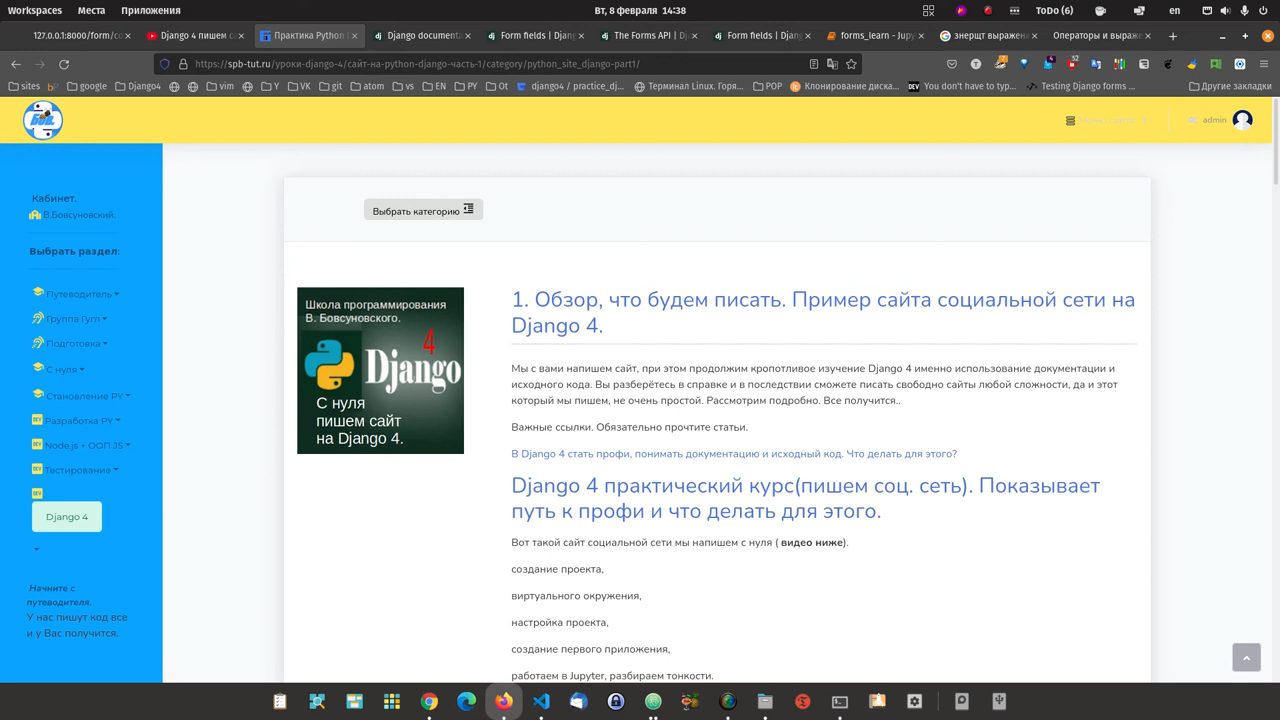 Workspaces Места Приложения Вт, 8 февраля 14:38 ToDo (6) en
127.0.0.1:8000/form/co Django 4 пишем са Практика Python Django documenta Form fields | Djang The Forms API | Dja Form fields | Djang forms_learn - Jupy энерщт выражен Операторы и выраже
https://spb-tut.ru/уроки-django-4/сайт-на-python-django-часть-1/category/python_site_django-part1/
sites google Django4 vim Y VK git atom vs EN PY Ot django4 / practice_dj... Терминал Linux. Горя... POP Клонирование диска... You don't have to typ... Testing Django forms ... Другие закладки
БОВ.
admin
Кабинет.
В.Бовсуновский.
Выбрать раздел:
Путеводитель
Группа Гугл
Подготовка
С нуля
Становление PY
Разработка PY
Node.js + ООП JS
Тестирование
Django 4
Начните с
путеводителя.
У нас пишут код все
и у Вас получится.
Выбрать категорию
Школа программирования
В. Бовсуновского.
4
Django
С нуля
пишем сайт
на Django 4.
1. Обзор, что будем писать. Пример сайта социальной сети на
Django 4.
Мы с вами напишем сайт, при этом продолжим кропотливое изучение Django 4 именно использование документации и
исходного кода. Вы разберётесь в справке и в последствии сможете писать свободно сайты любой сложности, да и этот
который мы пишем, не очень простой. Рассмотрим подробно. Все получится..
Важные ссылки. Обязательно прочтите статьи.
В Django 4 стать профи, понимать документацию и исходный код. Что делать для этого?
Django 4 практический курс(пишем соц. сеть). Показывает
путь к профи и что делать для этого.
Вот такой сайт социальной сети мы напишем с нуля ( видео ниже).
создание проекта,
виртуального окружения,
настройка проекта,
создание первого приложения,
работаем в Jupyter, разбираем тонкости.